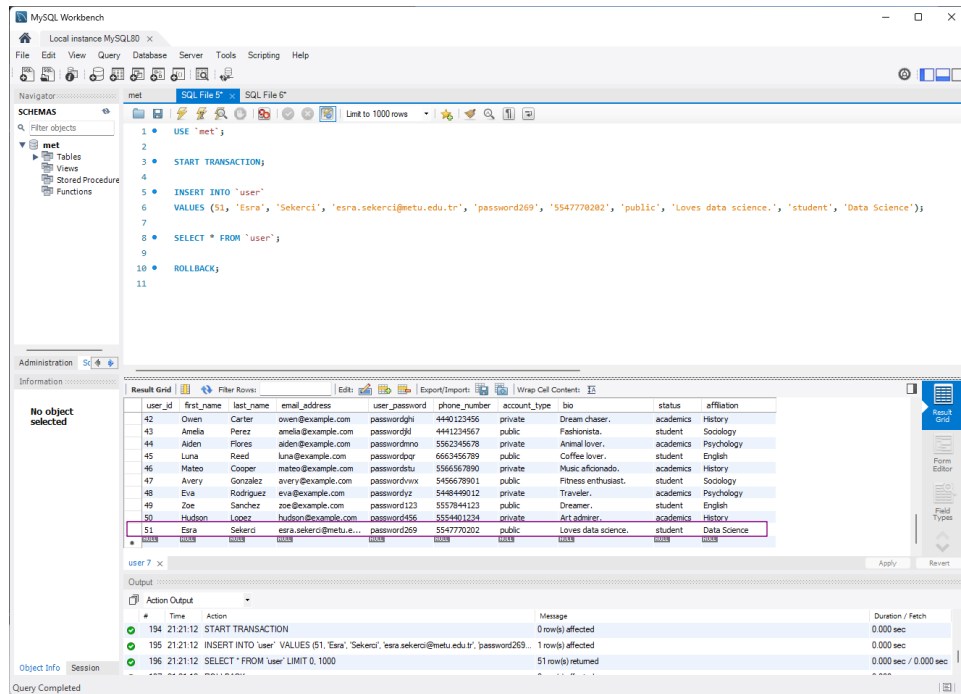 MySQL Workbench
Local instance MySQL80 ×
File Edit View Query Database Server Tools Scripting Help
Navigator
met SQL File 5* × SQL File 6*
SCHEMAS
Filter objects
met
Tables
Views
Stored Procedure
Functions
Limit to 1000 rows
1 USE `met`;
2
3 START TRANSACTION;
4
5 INSERT INTO `user`
6 VALUES (51, 'Esra', 'Sekerci', 'esra.sekerci@metu.edu.tr', 'password269', '5547770202', 'public', 'Loves data science.', 'student', 'Data Science');
7
8 SELECT * FROM `user`;
9
10 ROLLBACK;
11
Administration Sc
Information
No object
selected
Result Grid Filter Rows: Edit: Export/Import: Wrap Cell Content:
user_id first_name last_name email_address user_password phone_number account_type bio status affiliation
42 Owen Carter owen@example.com passwordghi 4440123456 private Dream chaser. academics History
43 Amelia Perez amelia@example.com passwordjkl 4441234567 public Fashionista. student Sociology
44 Aiden Flores aiden@example.com passwordmno 5562345678 private Animal lover. academics Psychology
45 Luna Reed luna@example.com passwordpqr 6663456789 public Coffee lover. student English
46 Mateo Cooper mateo@example.com passwordstu 5566567890 private Music aficionado. academics History
47 Avery Gonzalez avery@example.com passwordvwx 5456678901 public Fitness enthusiast. student Sociology
48 Eva Rodriguez eva@example.com passwordyz 5448449012 private Traveler. academics Psychology
49 Zoe Sanchez zoe@example.com password123 5557844123 public Dreamer. student English
50 Hudson Lopez hudson@example.com password456 5554401234 private Art admirer. academics History
51 Esra Sekerci esra.sekerci@metu.e... password269 5547770202 public Loves data science. student Data Science
NULL NULL NULL NULL NULL NULL NULL NULL NULL NULL
Result
Grid
Form
Editor
Field
Types
user 7 ×
Apply Revert
Output
Action Output
# Time Action Message Duration / Fetch
194 21:21:12 START TRANSACTION 0 row(s) affected 0.000 sec
195 21:21:12 INSERT INTO `user` VALUES (51, 'Esra', 'Sekerci', 'esra.sekerci@metu.edu.tr', 'password269... 1 row(s) affected 0.000 sec
196 21:21:12 SELECT * FROM `user` LIMIT 0, 1000 51 row(s) returned 0.000 sec / 0.000 sec
Object Info Session
Query Completed